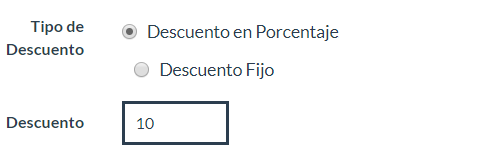 Tipo de
Descuento
Descuento en Porcentaje
Descuento Fijo
Descuento
10